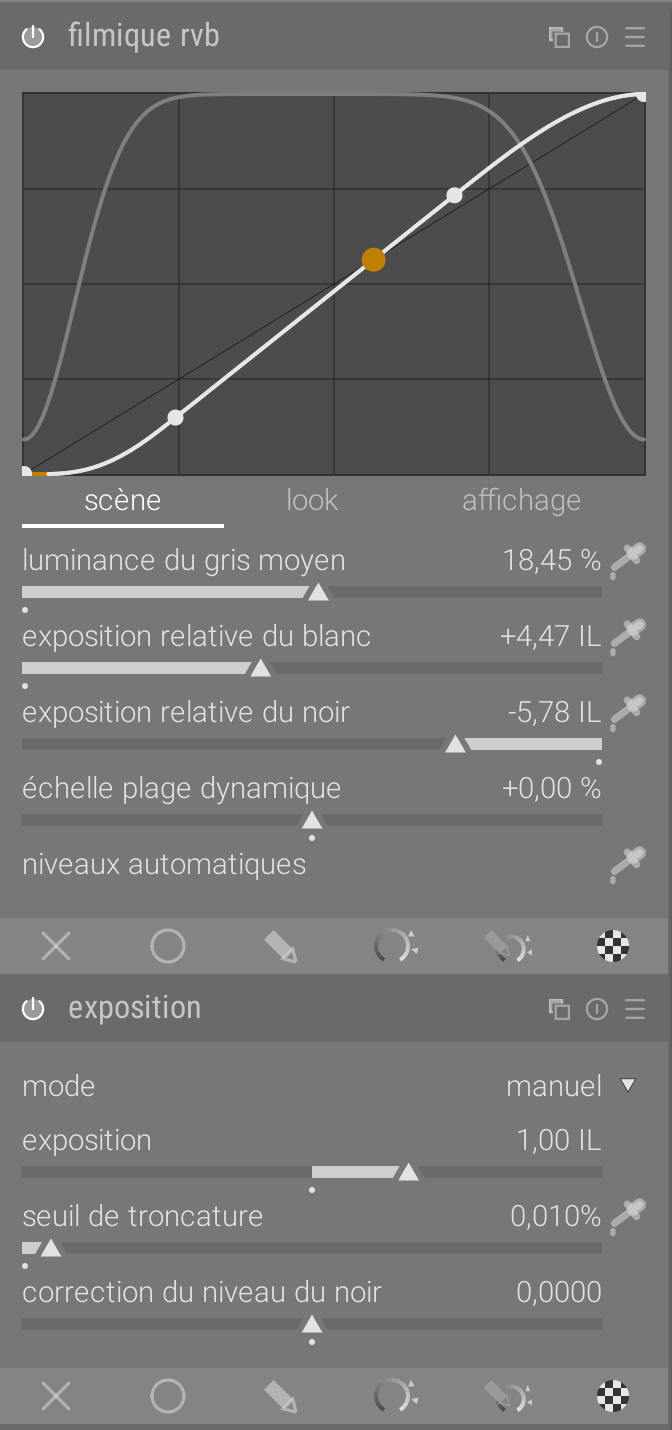 filmique rvb
scène look affichage
luminance du gris moyen 18,45 %
exposition relative du blanc +4,47 IL
exposition relative du noir -5,78 IL
échelle plage dynamique +0,00 %
niveaux automatiques
exposition
mode manuel
exposition 1,00 IL
seuil de troncature 0,010%
correction du niveau du noir 0,0000